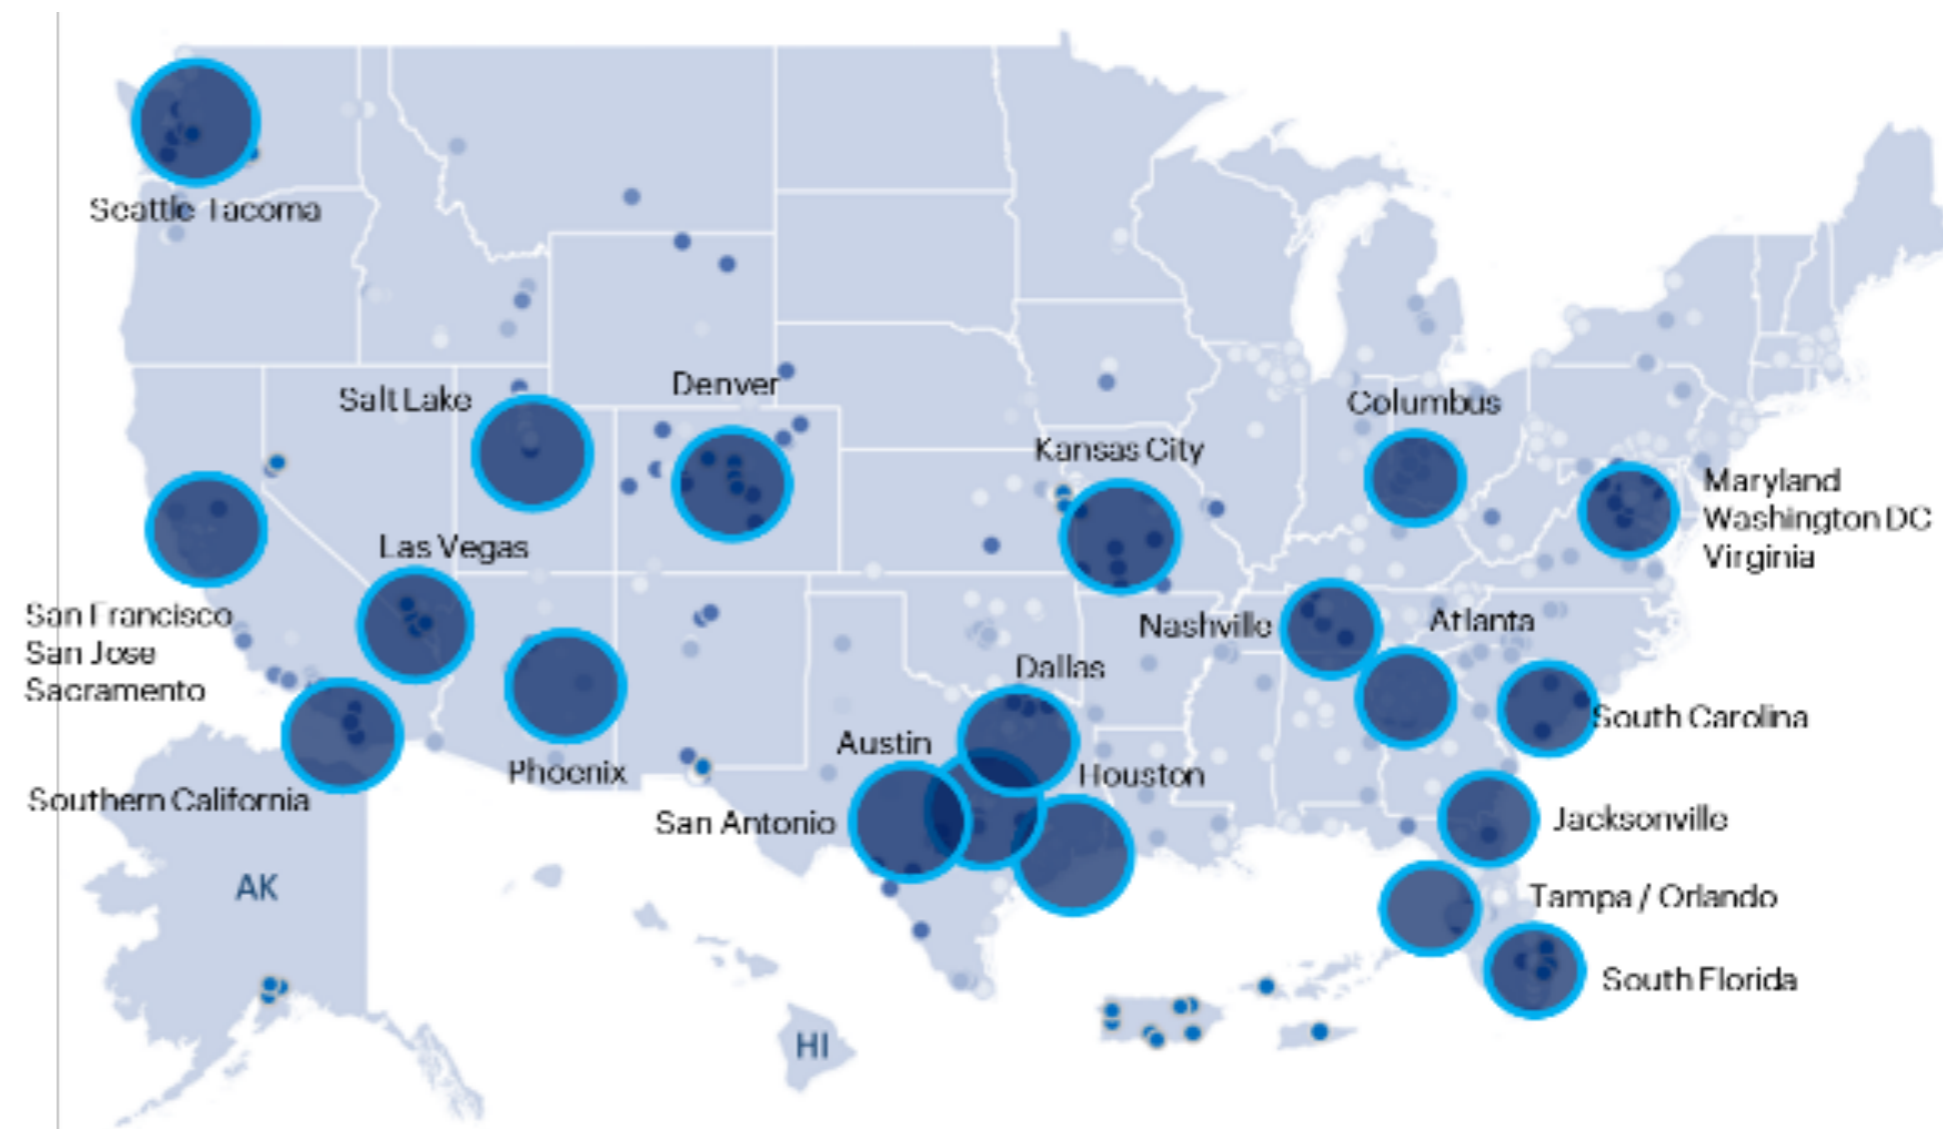 Seattle Tacoma
Salt Lake
Denver
Columbus
Kansas City
Maryland
Washington DC
Virginia
Las Vegas
San Francisco
San Jose
Sacramento
Nashville
Atlanta
Dallas
South Carolina
Austin
Phoenix
Houston
Southern California
San Antonio
Jacksonville
AK
Tampa / Orlando
South Florida
HI